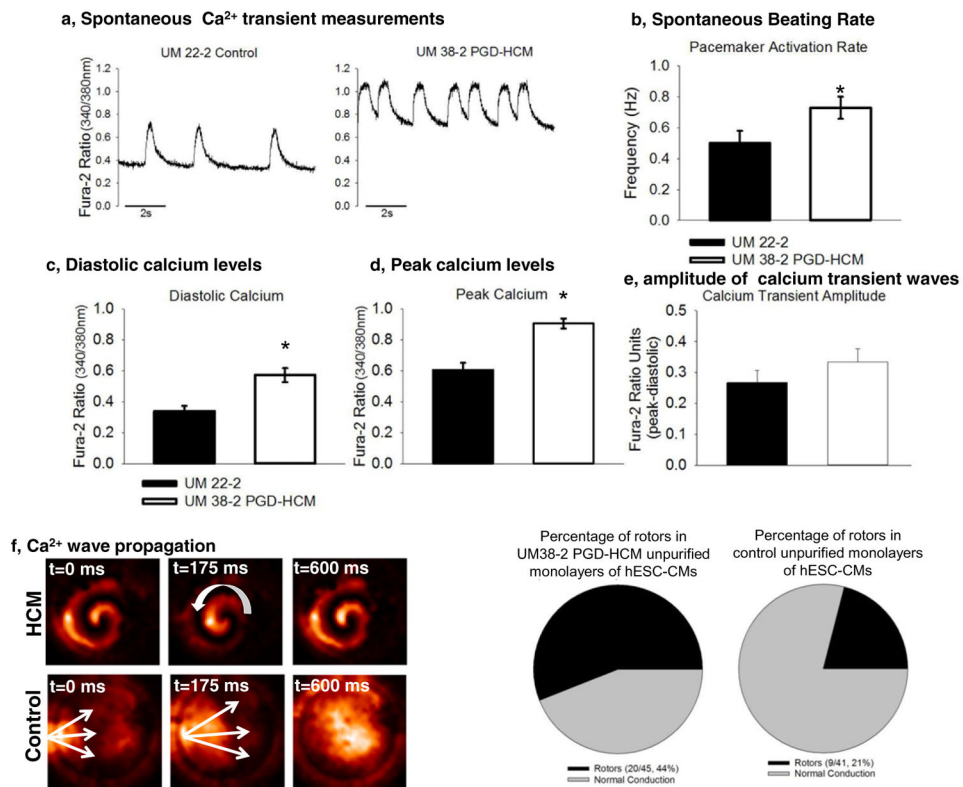 a, Spontaneous Ca²⁺ transient measurements
UM 22-2 Control
UM 38-2 PGD-HCM
Fura-2 Ratio (340/380nm)
1.2
1.0
0.8
0.6
0.4
0.2
0.0
2s
1.2
1.0
0.8
0.6
0.4
0.2
0.0
2s
b, Spontaneous Beating Rate
Pacemaker Activation Rate
Frequency (Hz)
1.0
0.8
0.6
0.4
0.2
0.0
*
UM 22-2
UM 38-2 PGD-HCM
c, Diastolic calcium levels
Diastolic Calcium
Fura-2 Ratio (340/380nm)
1.0
0.8
0.6
0.4
0.2
0.0
*
UM 22-2
UM 38-2 PGD-HCM
d, Peak calcium levels
Peak Calcium
*
Fura-2 Ratio (340/380nm)
1.0
0.8
0.6
0.4
0.2
0.0
e, amplitude of calcium transient waves
Calcium Transient Amplitude
Fura-2 Ratio Units
(peak-diastolic)
0.5
0.4
0.3
0.2
0.1
0.0
f, Ca²⁺ wave propagation
HCM
t=0 ms
t=175 ms
t=600 ms
Control
t=0 ms
t=175 ms
t=600 ms
Percentage of rotors in
UM38-2 PGD-HCM unpurified
monolayers of hESC-CMs
Rotors (20/45, 44%)
Normal Conduction
Percentage of rotors in
control unpurified monolayers
of hESC-CMs
Rotors (9/41, 21%)
Normal Conduction